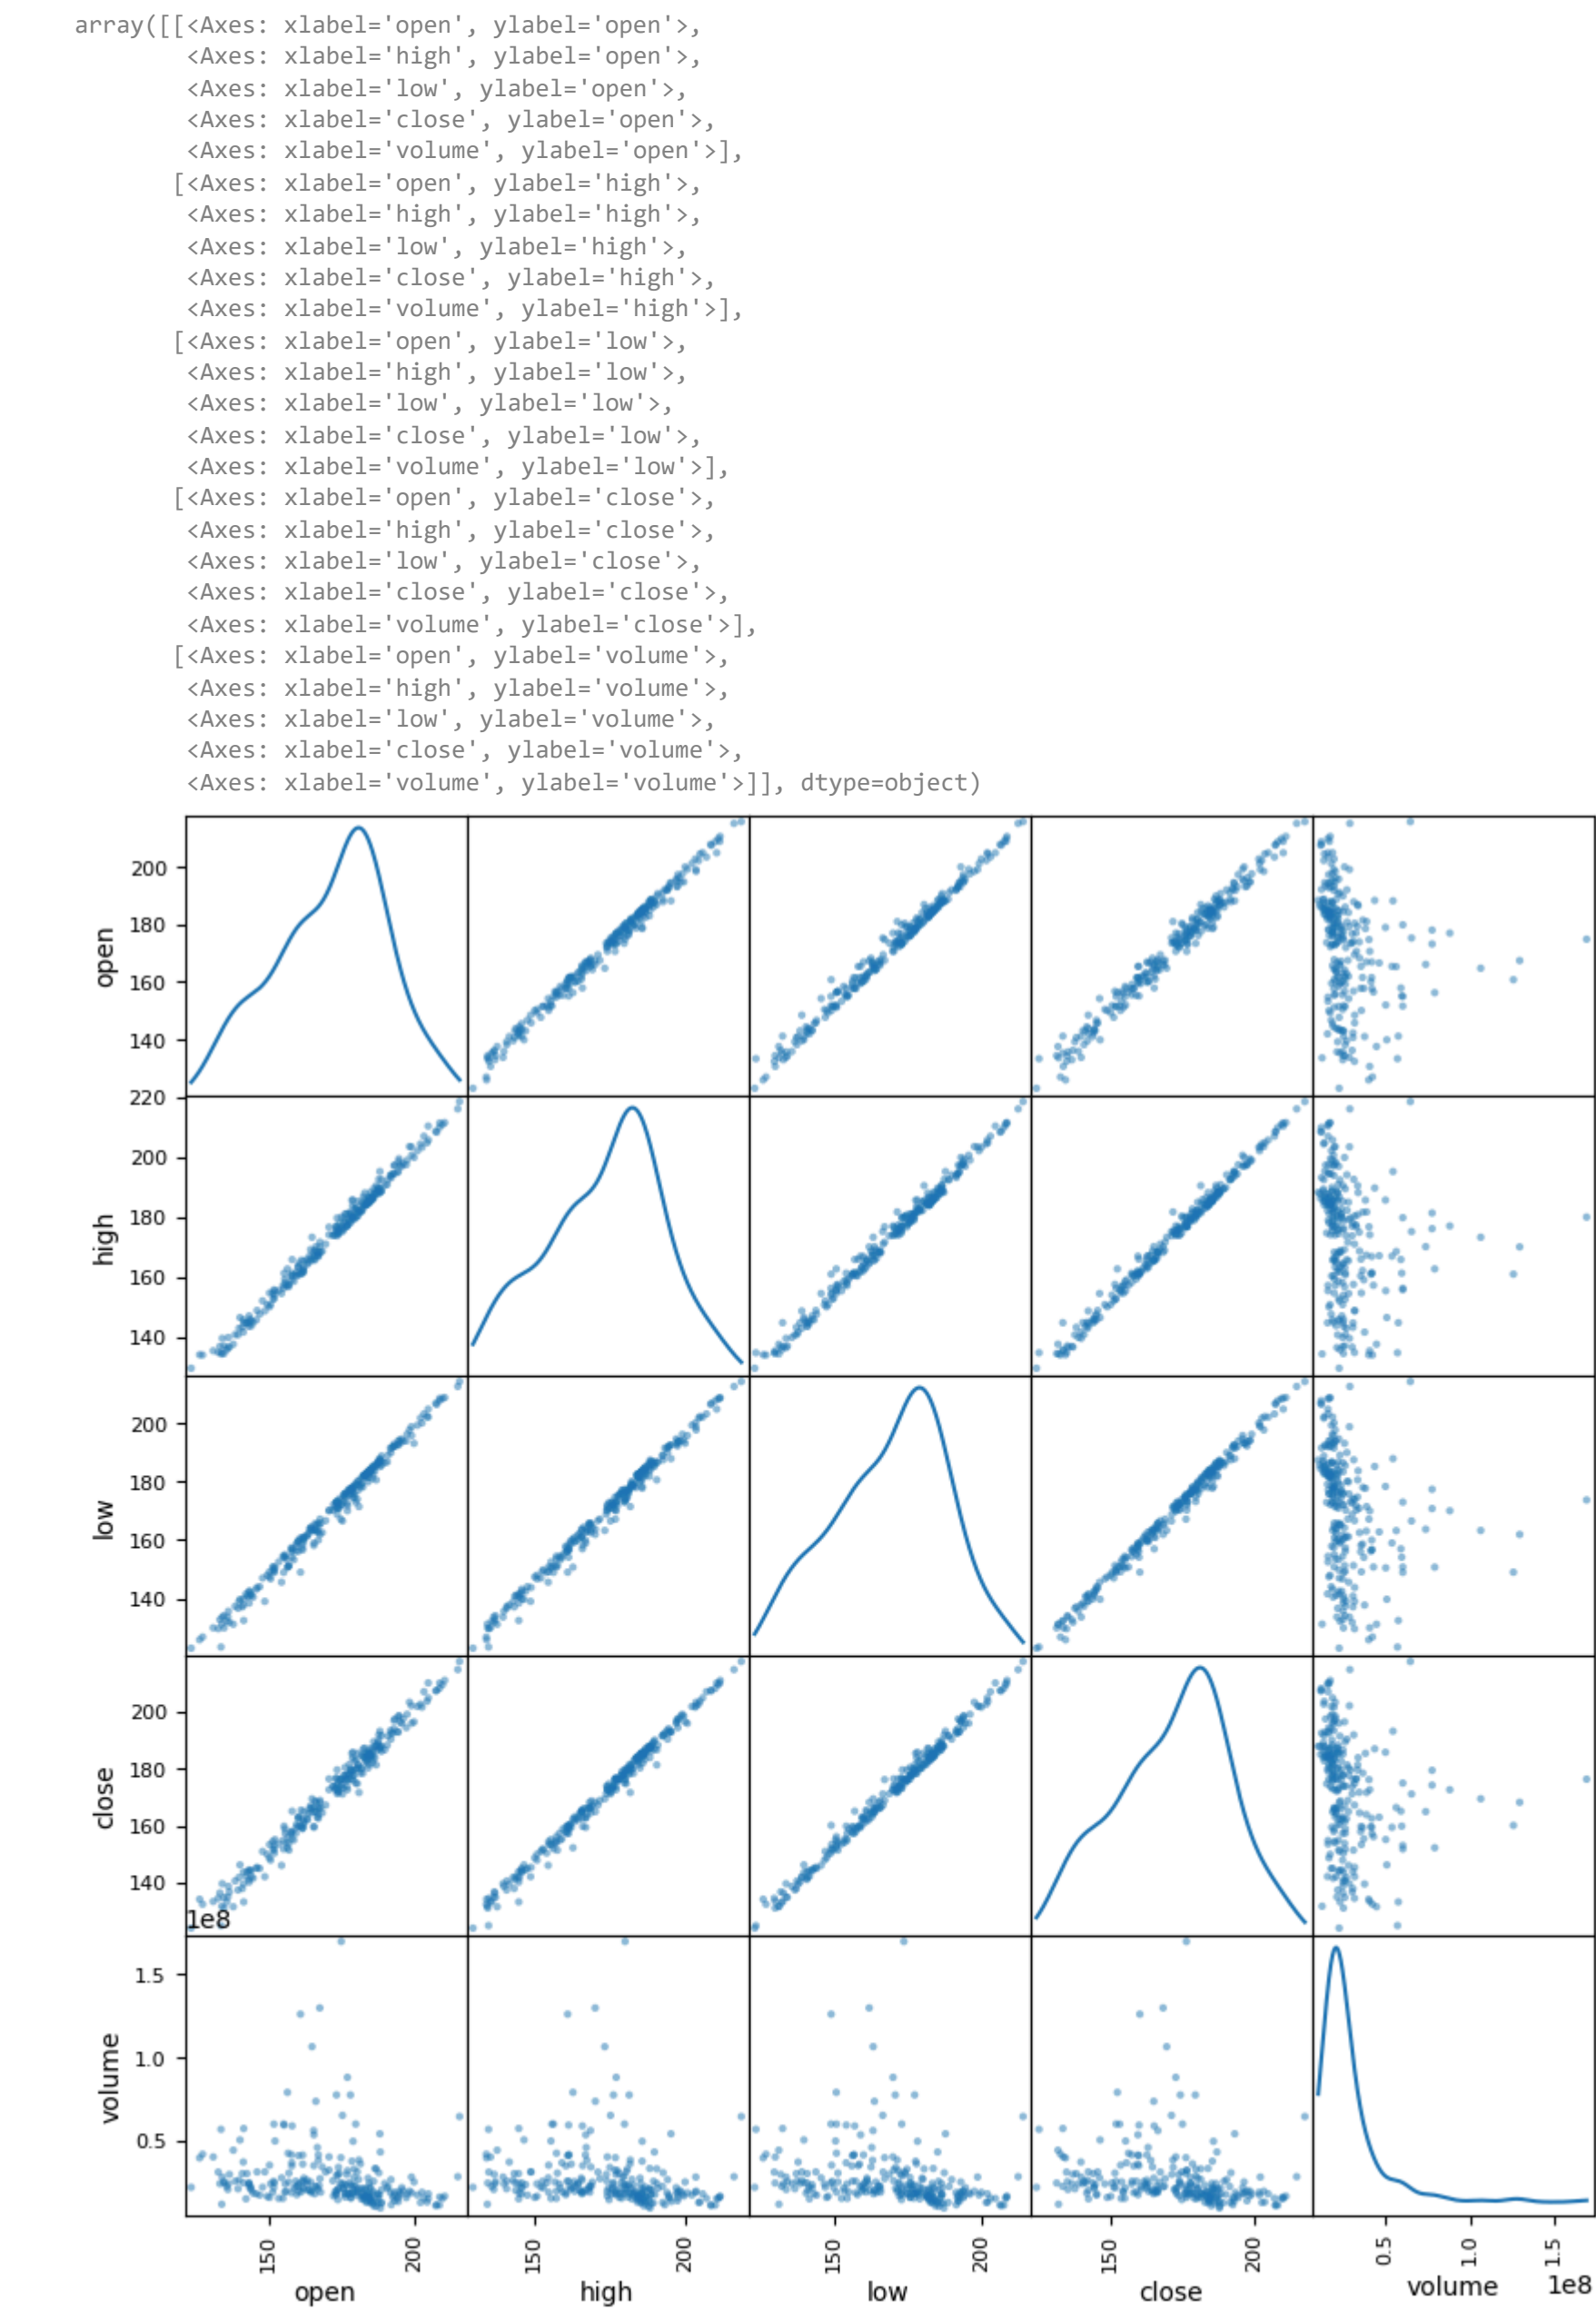 array([[<Axes: xlabel='open', ylabel='open'>,
<Axes: xlabel='high', ylabel='open'>,
<Axes: xlabel='low', ylabel='open'>,
<Axes: xlabel='close', ylabel='open'>,
<Axes: xlabel='volume', ylabel='open'>],
[<Axes: xlabel='open', ylabel='high'>,
<Axes: xlabel='high', ylabel='high'>,
<Axes: xlabel='low', ylabel='high'>,
<Axes: xlabel='close', ylabel='high'>,
<Axes: xlabel='volume', ylabel='high'>],
[<Axes: xlabel='open', ylabel='low'>,
<Axes: xlabel='high', ylabel='low'>,
<Axes: xlabel='low', ylabel='low'>,
<Axes: xlabel='close', ylabel='low'>,
<Axes: xlabel='volume', ylabel='low'>],
[<Axes: xlabel='open', ylabel='close'>,
<Axes: xlabel='high', ylabel='close'>,
<Axes: xlabel='low', ylabel='close'>,
<Axes: xlabel='close', ylabel='close'>,
<Axes: xlabel='volume', ylabel='close'>],
[<Axes: xlabel='open', ylabel='volume'>,
<Axes: xlabel='high', ylabel='volume'>,
<Axes: xlabel='low', ylabel='volume'>,
<Axes: xlabel='close', ylabel='volume'>,
<Axes: xlabel='volume', ylabel='volume'>]], dtype=object)
open
200
180
160
140
high
220
200
180
160
140
low
200
180
160
140
close
200
180
160
140
1e8
volume
1.5
1.0
0.5
150 200 150 200 150 200 150 200 0.5 1.0 1.5
open high low close volume 1e8